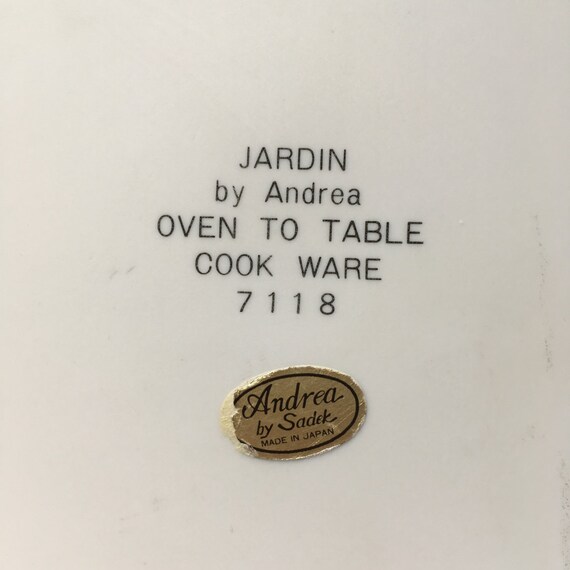 JARDIN
by Andrea
OVEN TO TABLE
COOK WARE
7118
Andrea
by Sadek
MADE IN JAPAN